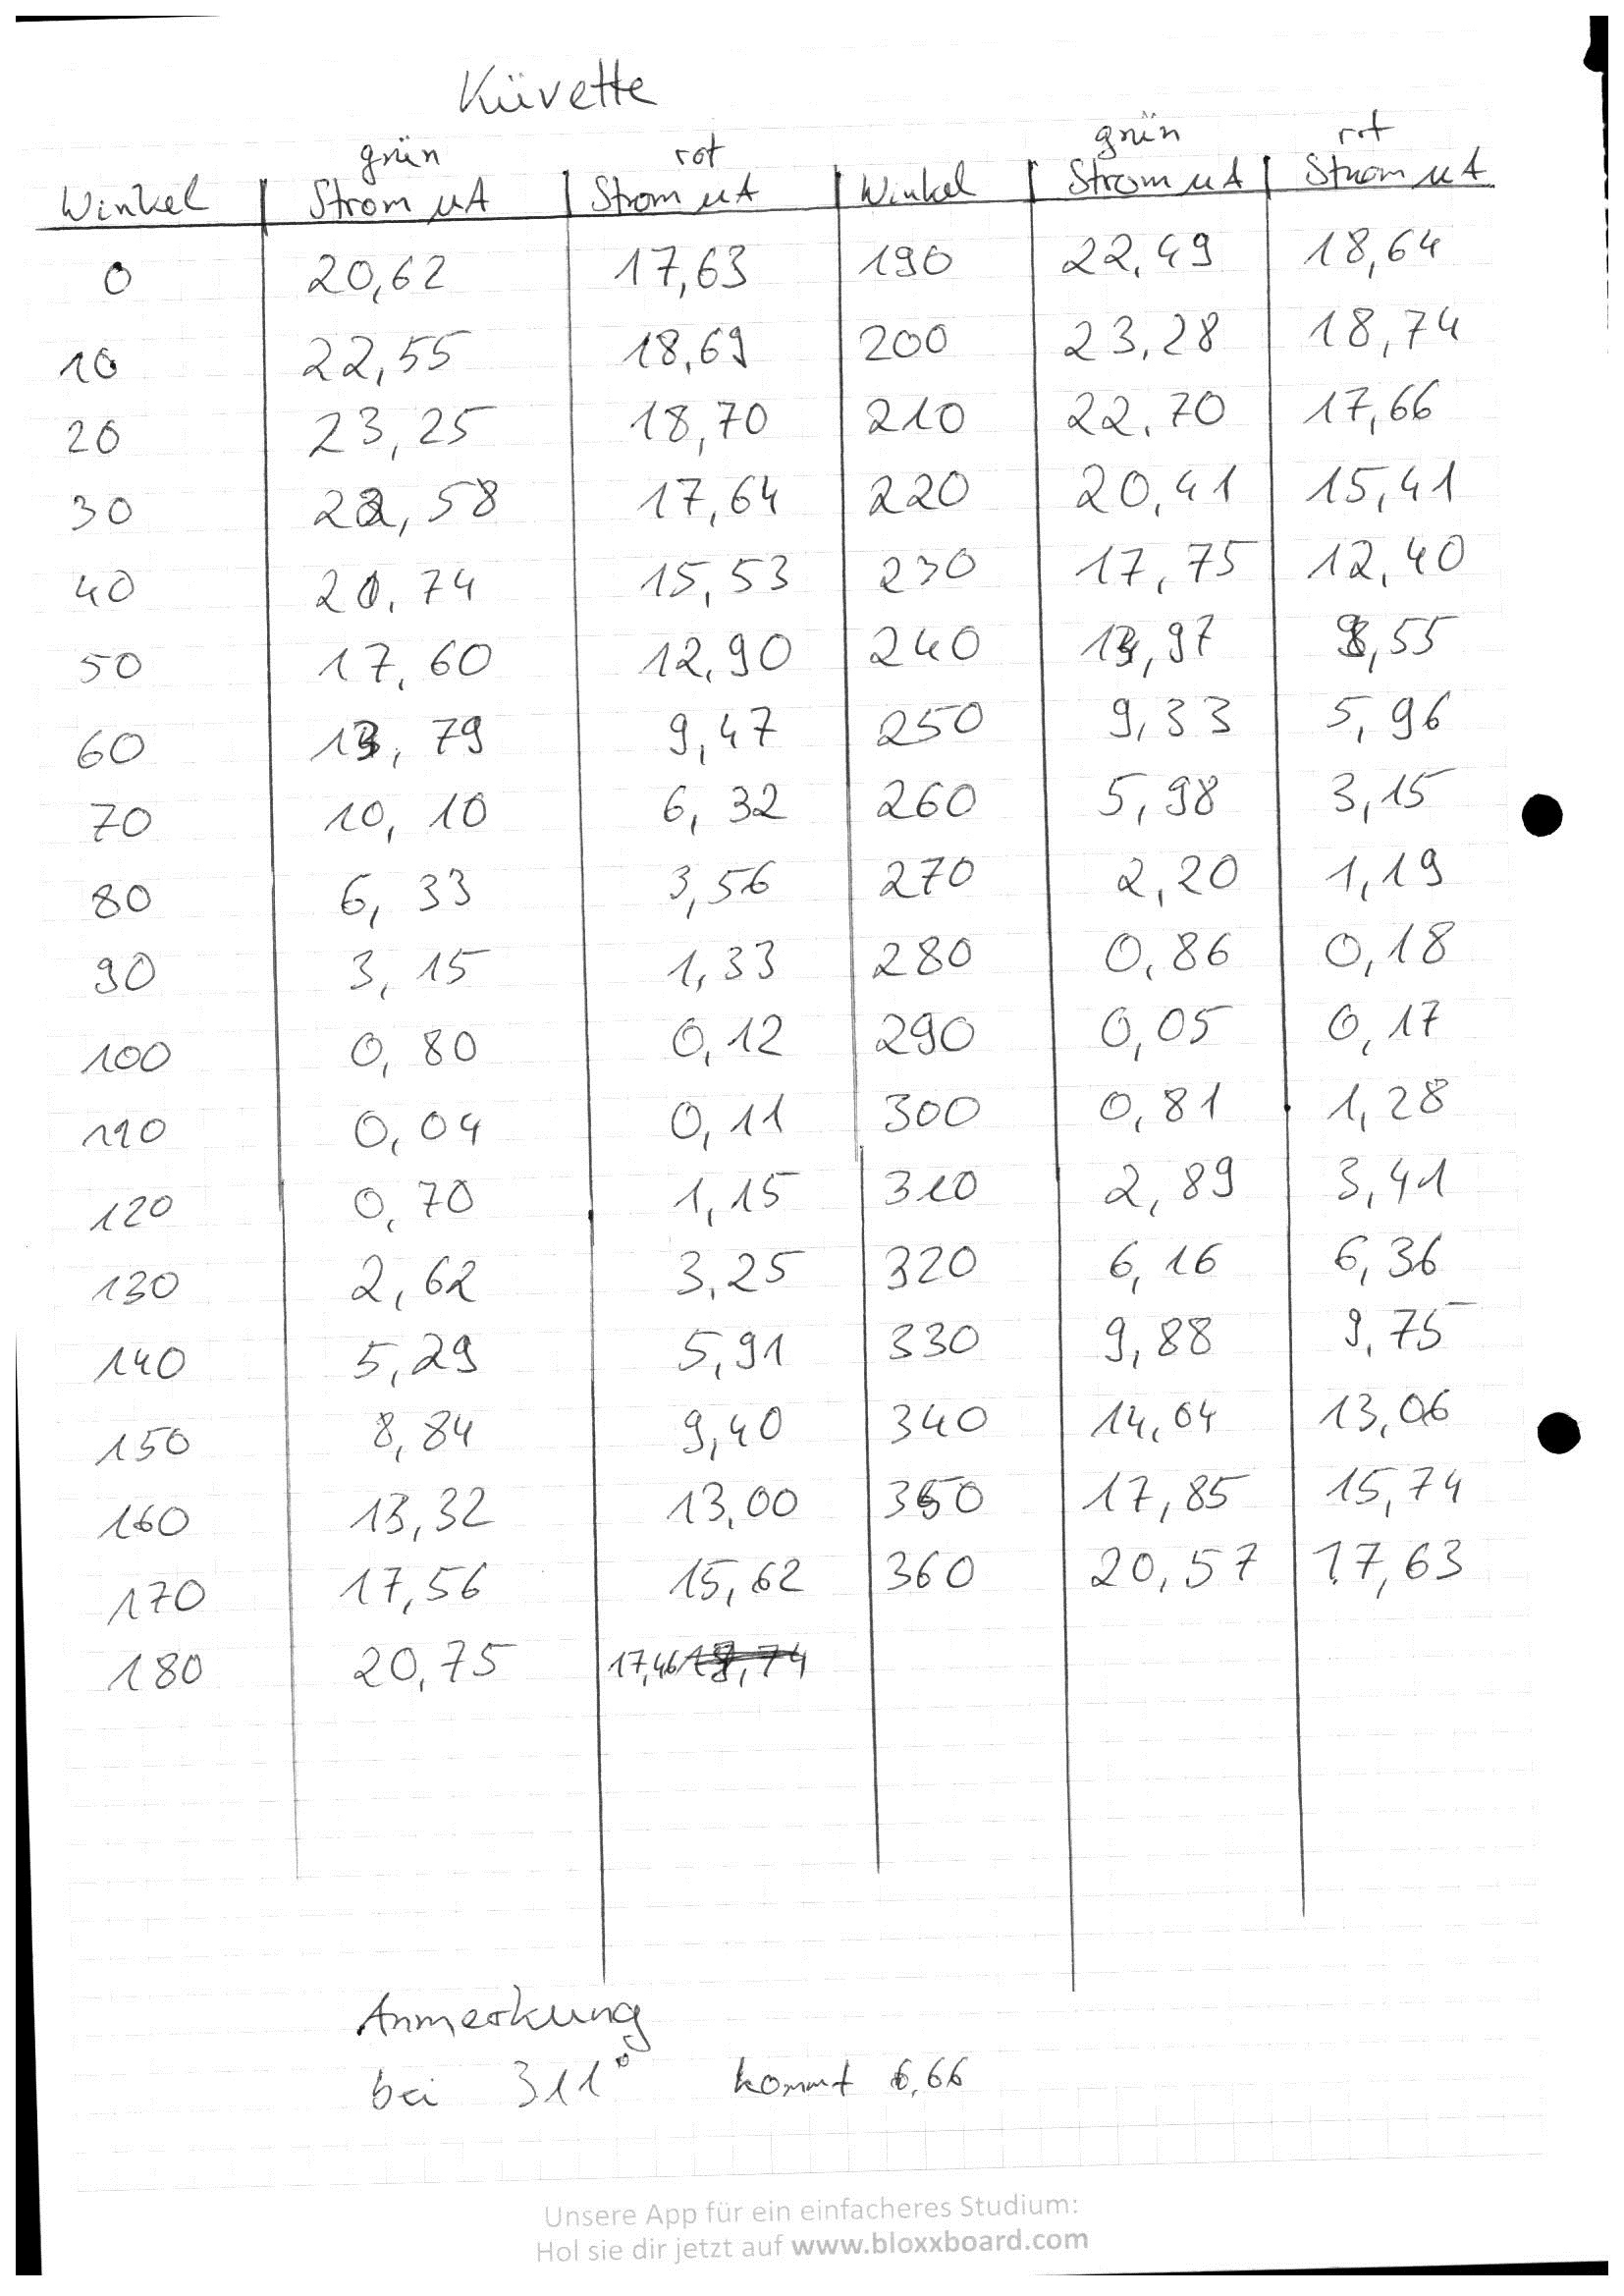 Küvette
grün rot grün rot
Winkel Strom µA Strom µA Winkel Strom µA Strom µA
0 20,62 17,63 190 22,49 18,64
10 22,55 18,69 200 23,28 18,74
20 23,25 18,70 210 22,70 17,66
30 22,58 17,64 220 20,41 15,41
40 20,74 15,53 230 17,75 12,40
50 17,60 12,90 240 13,97 8,55
60 13,79 9,47 250 9,33 5,96
70 10,10 6,32 260 5,98 3,15
80 6,33 3,56 270 2,20 1,19
90 3,15 1,33 280 0,86 0,18
100 0,80 0,12 290 0,05 0,17
110 0,04 0,11 300 0,81 1,28
120 0,70 1,15 310 2,89 3,41
130 2,62 3,25 320 6,16 6,36
140 5,29 5,91 330 9,88 9,75
150 8,84 9,40 340 14,04 13,06
160 13,32 13,00 350 17,85 15,74
170 17,56 15,62 360 20,57 17,63
180 20,75 17,46
Anmerkung
bei 311° kommt 6,66
Unsere App für ein einfacheres Studium:
Hol sie dir jetzt auf www.bloxxboard.com